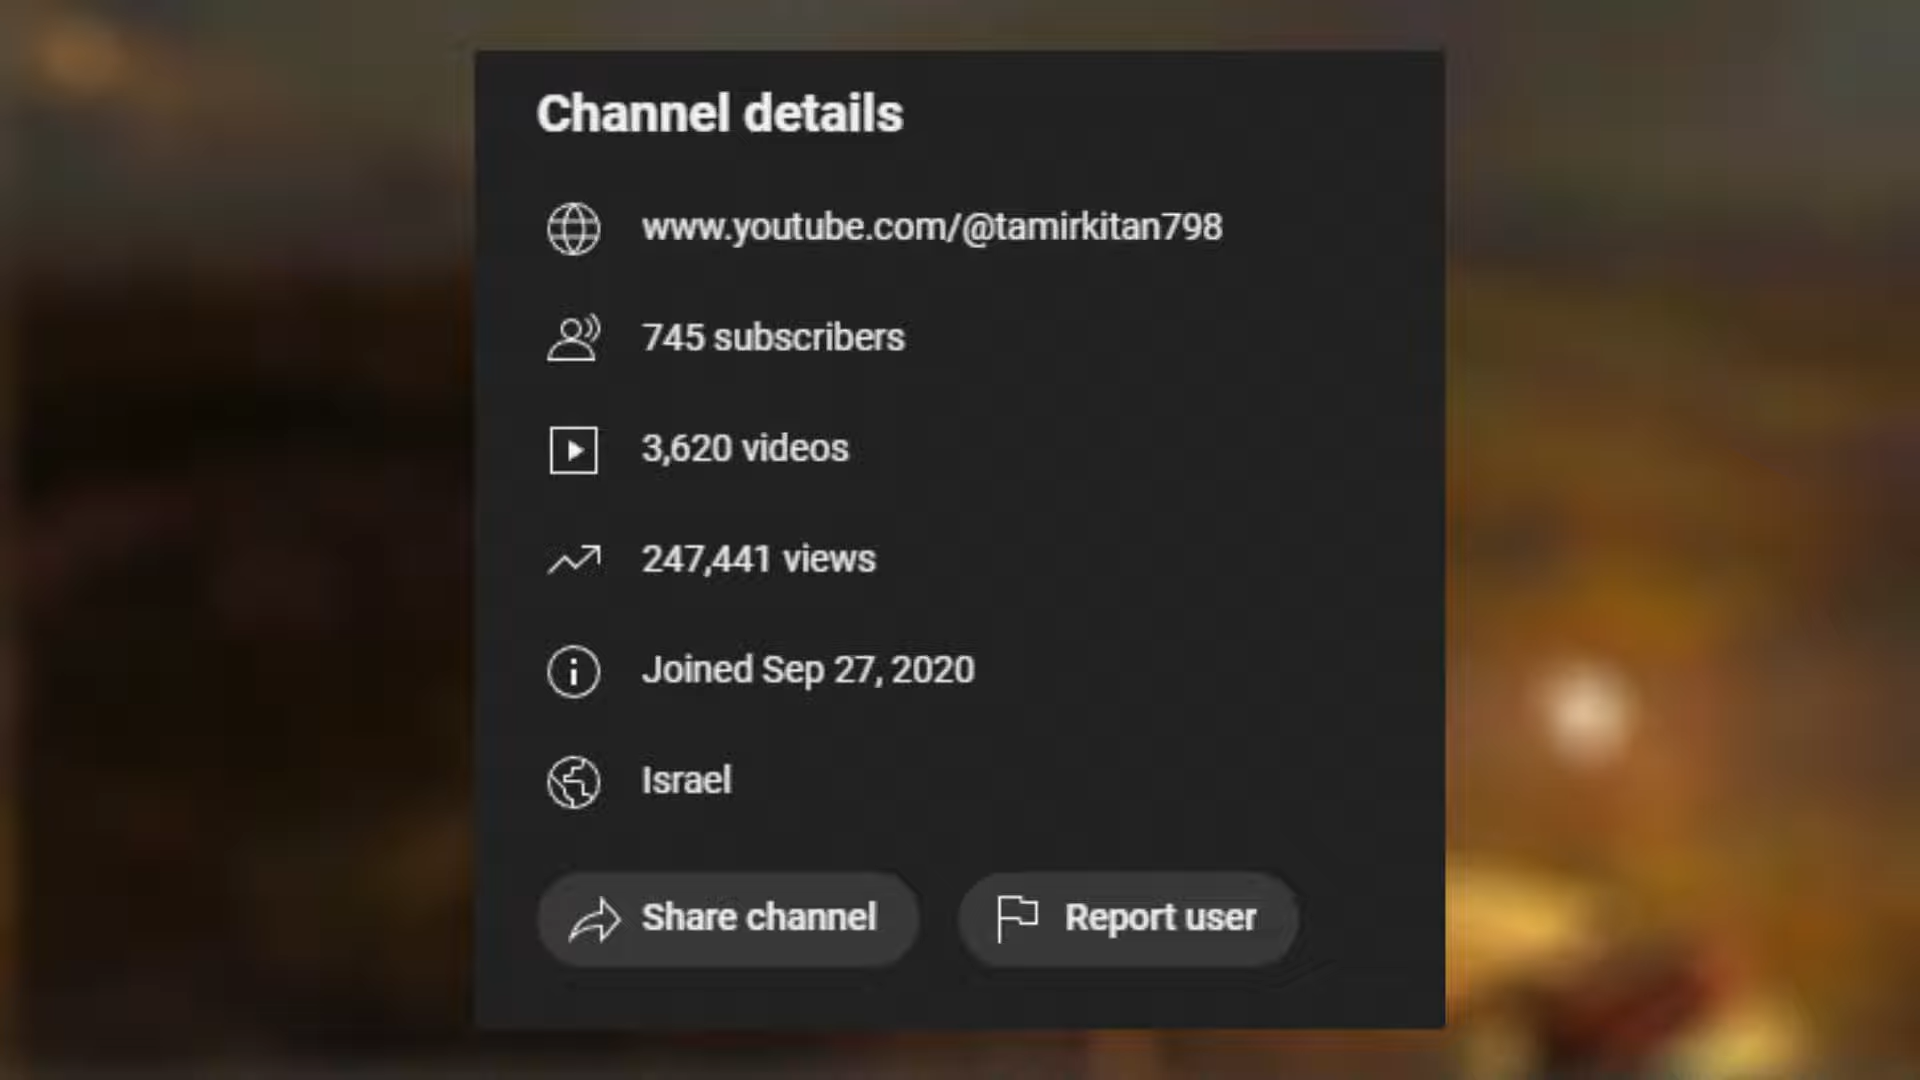 Channel details
www.youtube.com/@tamirkitan798
745 subscribers
3,620 videos
247,441 views
Joined Sep 27, 2020
Israel
Share channel
Report user